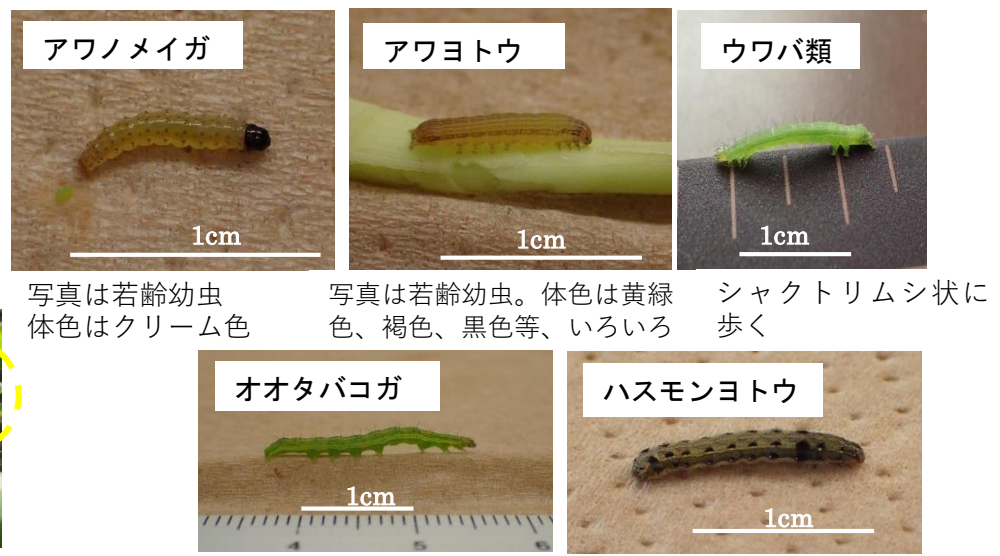 アワノメイガ
アワヨトウ
ウワバ類
1cm
1cm
1cm
写真は若齢幼虫
体色はクリーム色
写真は若齢幼虫。体色は黄緑
色、褐色、黒色等、いろいろ
シャクトリムシ状に
歩く
オオタバコガ
ハスモンヨトウ
1cm
1cm
4 5 6